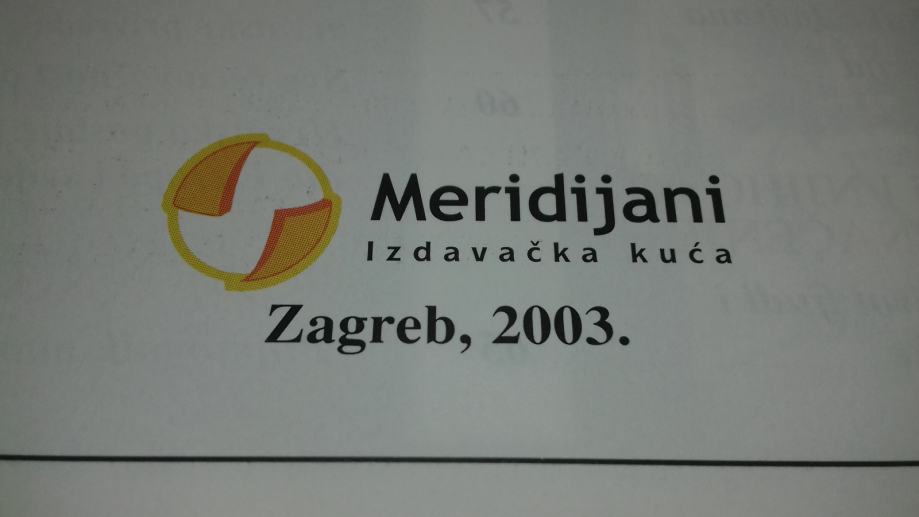 Meridijani
Izdavačka kuća
Zagreb, 2003.